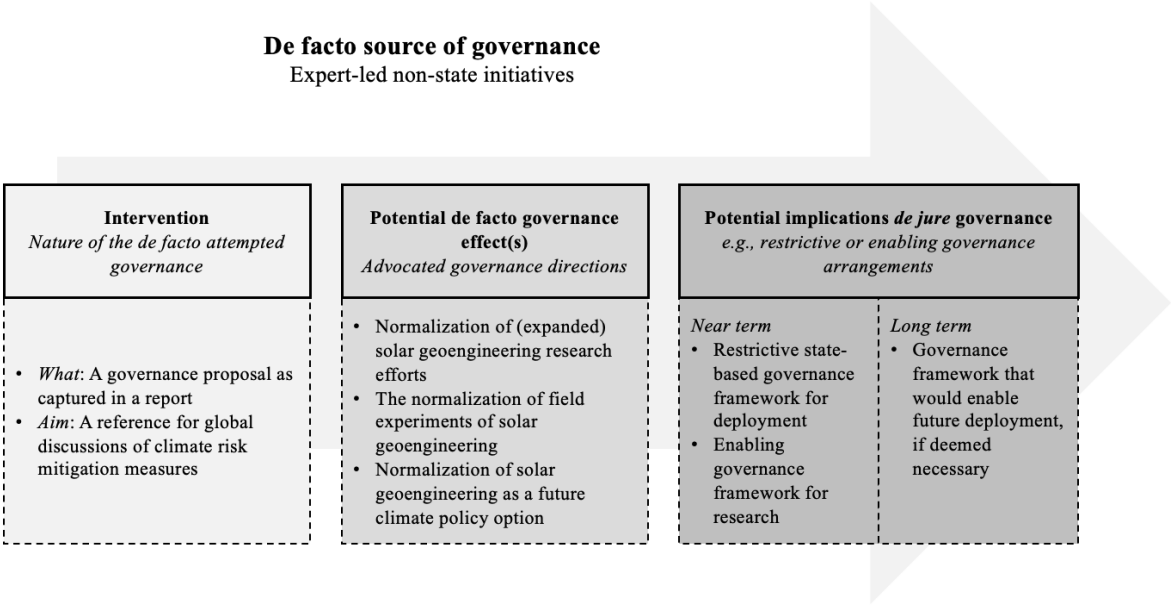 De facto source of governance
Expert-led non-state initiatives
Intervention
Nature of the de facto attempted
governance
• What: A governance proposal as
captured in a report
• Aim: A reference for global
discussions of climate risk
mitigation measures
Potential de facto governance
effect(s)
Advocated governance directions
• Normalization of (expanded)
solar geoengineering research
efforts
• The normalization of field
experiments of solar
geoengineering
• Normalization of solar
geoengineering as a future
climate policy option
Potential implications de jure governance
e.g., restrictive or enabling governance
arrangements
Near term
• Restrictive state-
based governance
framework for
deployment
• Enabling
governance
framework for
research
Long term
• Governance
framework that
would enable
future deployment,
if deemed
necessary